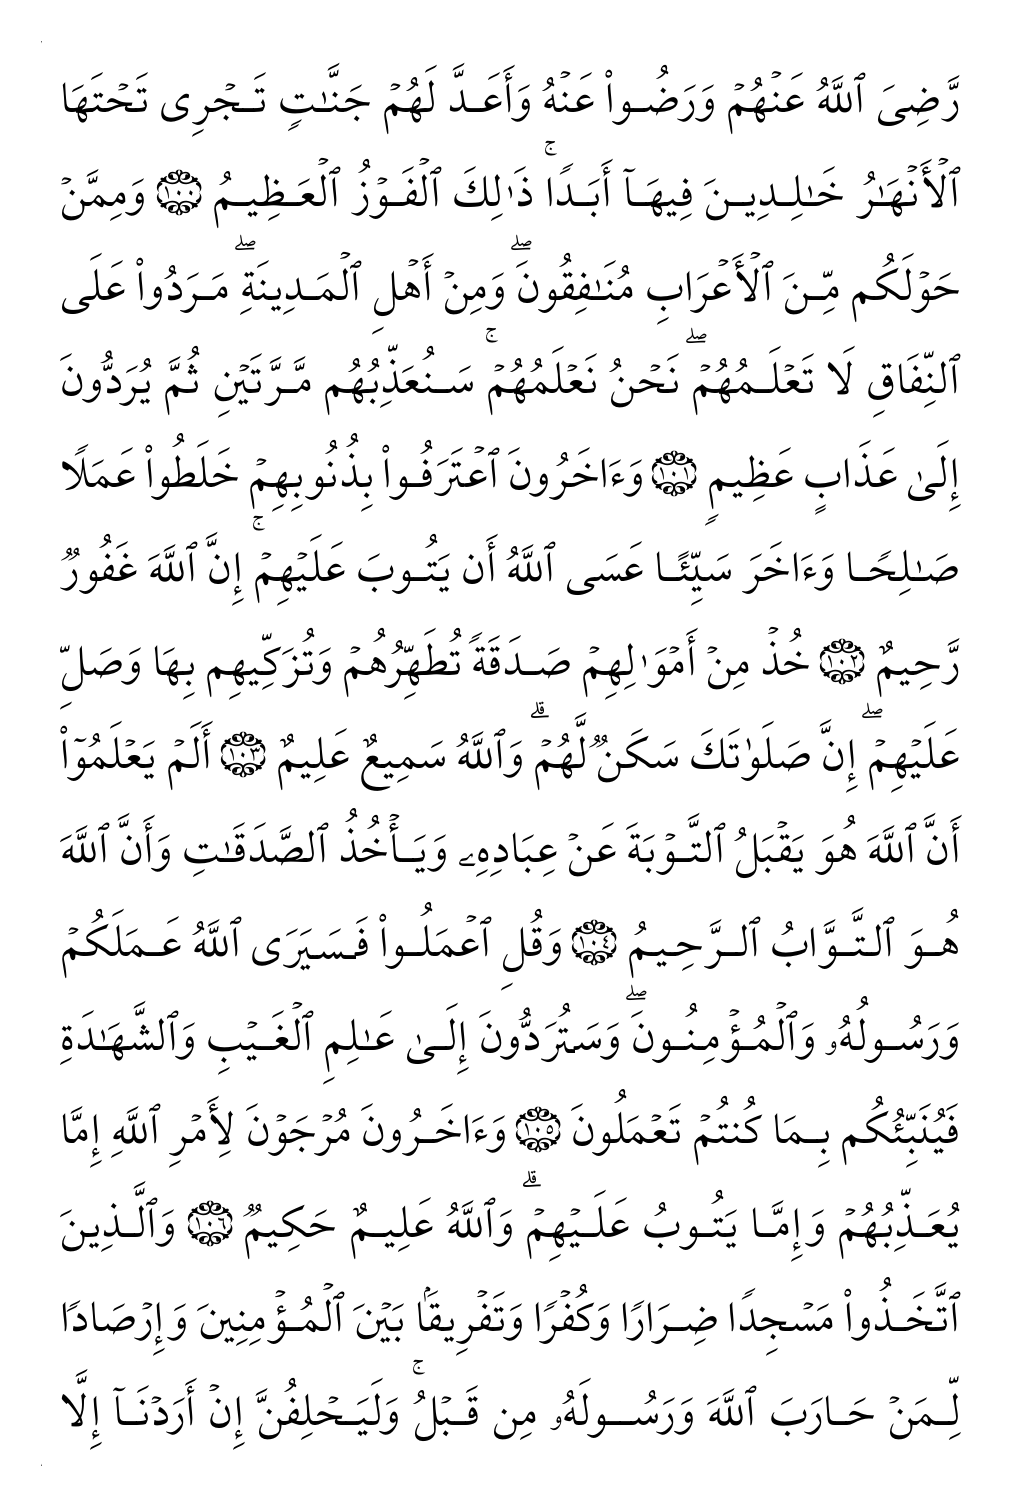 رَّضِىَ ٱللَّهُ عَنْهُمْ وَرَضُوا۟ عَنْهُ وَأَعَدَّ لَهُمْ جَنَّـٰتٍ تَجْرِى تَحْتَهَا
ٱلْأَنْهَـٰرُ خَـٰلِدِينَ فِيهَآ أَبَدًا ۚ ذَٰلِكَ ٱلْفَوْزُ ٱلْعَظِيمُ ١٠٠ وَمِمَّنْ
حَوْلَكُم مِّنَ ٱلْأَعْرَابِ مُنَـٰفِقُونَ ۖ وَمِنْ أَهْلِ ٱلْمَدِينَةِ ۖ مَرَدُوا۟ عَلَى
ٱلنِّفَاقِ لَا تَعْلَمُهُمْ ۖ نَحْنُ نَعْلَمُهُمْ ۚ سَنُعَذِّبُهُم مَّرَّتَيْنِ ثُمَّ يُرَدُّونَ
إِلَىٰ عَذَابٍ عَظِيمٍ ١٠١ وَءَاخَرُونَ ٱعْتَرَفُوا۟ بِذُنُوبِهِمْ خَلَطُوا۟ عَمَلًا
صَـٰلِحًا وَءَاخَرَ سَيِّئًا عَسَى ٱللَّهُ أَن يَتُوبَ عَلَيْهِمْ ۚ إِنَّ ٱللَّهَ غَفُورٌ
رَّحِيمٌ ١٠٢ خُذْ مِنْ أَمْوَٰلِهِمْ صَدَقَةً تُطَهِّرُهُمْ وَتُزَكِّيهِم بِهَا وَصَلِّ
عَلَيْهِمْ ۖ إِنَّ صَلَوٰتَكَ سَكَنٌ لَّهُمْ ۗ وَٱللَّهُ سَمِيعٌ عَلِيمٌ ١٠٣ أَلَمْ يَعْلَمُوٓا۟
أَنَّ ٱللَّهَ هُوَ يَقْبَلُ ٱلتَّوْبَةَ عَنْ عِبَادِهِۦ وَيَأْخُذُ ٱلصَّدَقَـٰتِ وَأَنَّ ٱللَّهَ
هُوَ ٱلتَّوَّابُ ٱلرَّحِيمُ ١٠٤ وَقُلِ ٱعْمَلُوا۟ فَسَيَرَى ٱللَّهُ عَمَلَكُمْ
وَرَسُولُهُۥ وَٱلْمُؤْمِنُونَ ۖ وَسَتُرَدُّونَ إِلَىٰ عَـٰلِمِ ٱلْغَيْبِ وَٱلشَّهَـٰدَةِ
فَيُنَبِّئُكُم بِمَا كُنتُمْ تَعْمَلُونَ ١٠٥ وَءَاخَرُونَ مُرْجَوْنَ لِأَمْرِ ٱللَّهِ إِمَّا
يُعَذِّبُهُمْ وَإِمَّا يَتُوبُ عَلَيْهِمْ ۗ وَٱللَّهُ عَلِيمٌ حَكِيمٌ ١٠٦ وَٱلَّذِينَ
ٱتَّخَذُوا۟ مَسْجِدًا ضِرَارًا وَكُفْرًا وَتَفْرِيقًۢا بَيْنَ ٱلْمُؤْمِنِينَ وَإِرْصَادًا
لِّمَنْ حَارَبَ ٱللَّهَ وَرَسُولَهُۥ مِن قَبْلُ ۚ وَلَيَحْلِفُنَّ إِنْ أَرَدْنَآ إِلَّا